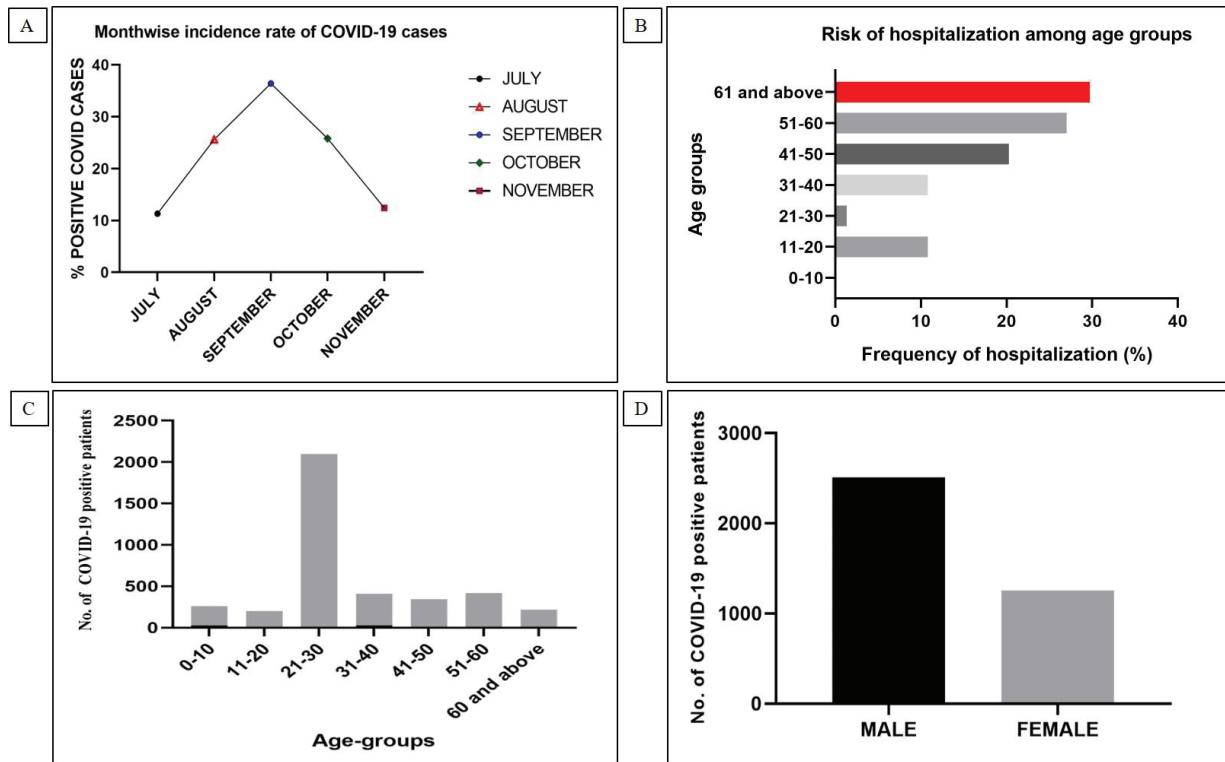 A
Monthwise incidence rate of COVID-19 cases
% POSITIVE COVID CASES
40
30
20
10
0
JULY
AUGUST
SEPTEMBER
OCTOBER
NOVEMBER
JULY
AUGUST
SEPTEMBER
OCTOBER
NOVEMBER
B
Risk of hospitalization among age groups
Age groups
61 and above
51-60
41-50
31-40
21-30
11-20
0-10
0 10 20 30 40
Frequency of hospitalization (%)
C
No. of COVID-19 positive patients
2500
2000
1500
1000
500
0
0-10
11-20
21-30
31-40
41-50
51-60
60 and above
Age-groups
D
No. of COVID-19 positive patients
3000
2000
1000
0
MALE FEMALE